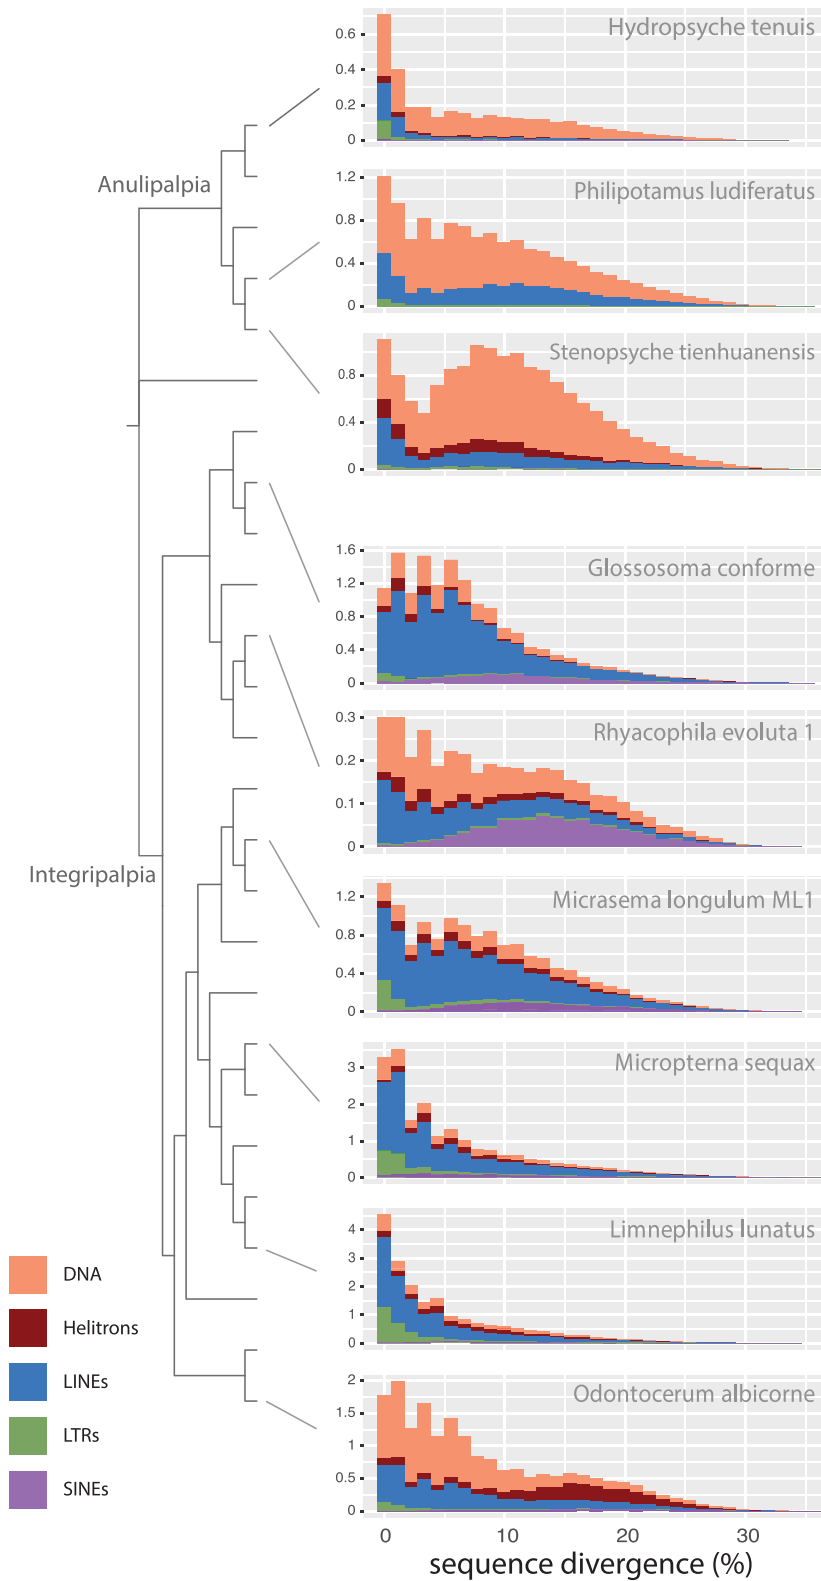 Hydropsyche tenuis
0.6
0.4
0.2
0
Anulipalpia
Philipotamus ludiferatus
1.2
0.8
0.4
0
Stenopsyche tienhuanensis
0.8
0.4
0
Glossosoma conforme
1.6
1.2
0.8
0.4
0
Rhyacophila evoluta 1
0.3
0.2
0.1
0
Integripalpia
Micrasema longulum ML1
1.2
0.8
0.4
0
Micropterna sequax
3
2
1
0
Limnephilus lunatus
4
3
2
1
0
Odontocerum albicorne
2
1.5
1
0.5
0
0 10 20 30
sequence divergence (%)
DNA
Helitrons
LINEs
LTRs
SINEs